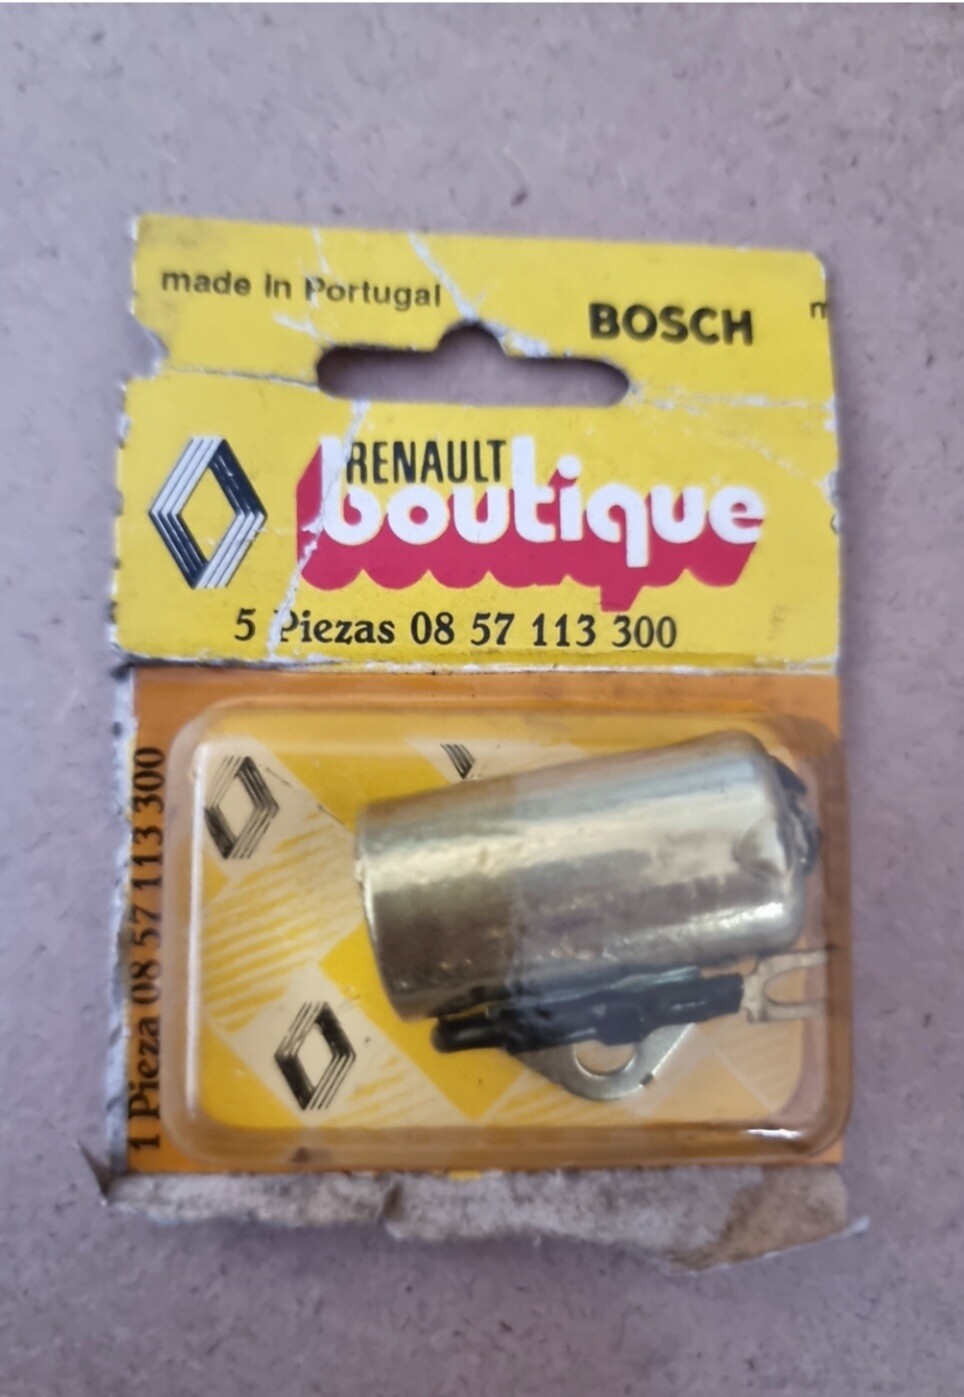 made in Portugal
BOSCH
m
RENAULT
boutique
5 Piezas 08 57 113 300
1 Pieza 08 57 113 300